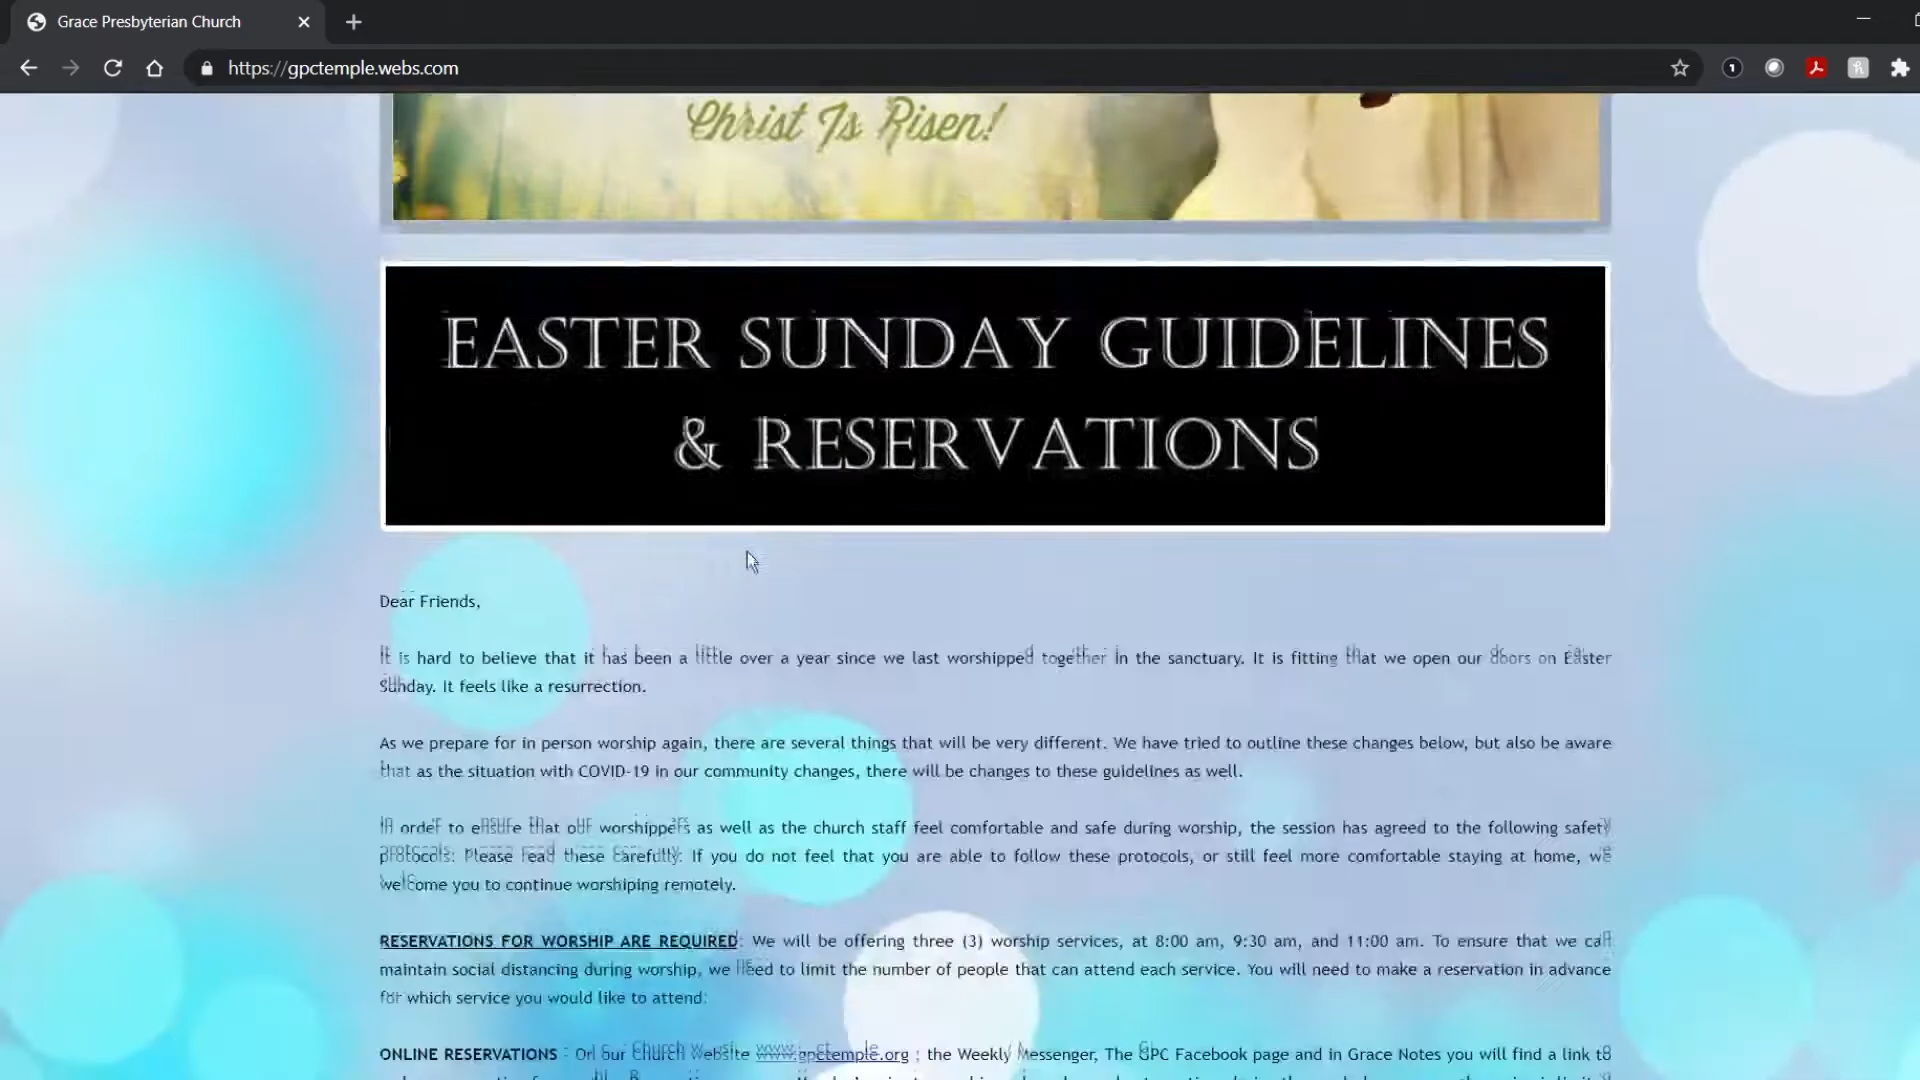 Grace Presbyterian Church
https://gpctemple.webs.com
Christ Is Risen!
EASTER SUNDAY GUIDELINES
& RESERVATIONS
Dear Friends,
It is hard to believe that it has been a little over a year since we last worshipped together in the sanctuary. It is fitting that we open our doors on Easter
Sunday. It feels like a resurrection.
As we prepare for in person worship again, there are several things that will be very different. We have tried to outline these changes below, but also be aware
that as the situation with COVID-19 in our community changes, there will be changes to these guidelines as well.
In order to ensure that our worshippers as well as the church staff feel comfortable and safe during worship, the session has agreed to the following safety
protocols. Please read these carefully. If you do not feel that you are able to follow these protocols, or still feel more comfortable staying at home, we
welcome you to continue worshiping remotely.
RESERVATIONS FOR WORSHIP ARE REQUIRED: We will be offering three (3) worship services, at 8:00 am, 9:30 am, and 11:00 am. To ensure that we can
maintain social distancing during worship, we need to limit the number of people that can attend each service. You will need to make a reservation in advance
for which service you would like to attend:
ONLINE RESERVATIONS - On our Church website www.gpctemple.org ; the Weekly Messenger, The GPC Facebook page and in Grace Notes you will find a link to